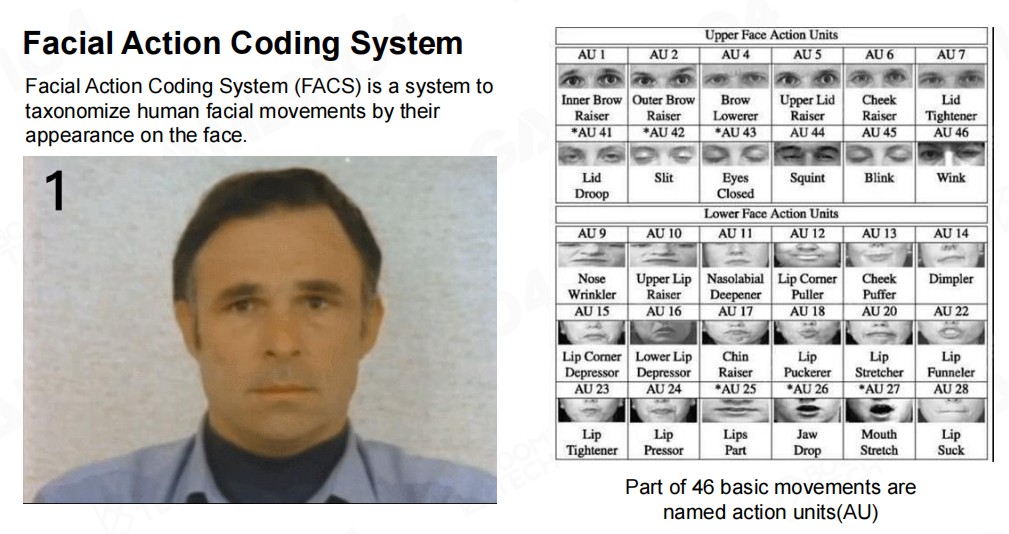 Facial Action Coding System
Facial Action Coding System (FACS) is a system to
taxonomize human facial movements by their
appearance on the face.
1
Upper Face Action Units
AU 1 AU 2 AU 4 AU 5 AU 6 AU 7
Inner Brow Outer Brow Brow Upper Lid Cheek Lid
Raiser Raiser Lowerer Raiser Raiser Tightener
*AU 41 *AU 42 *AU 43 AU 44 AU 45 AU 46
Lid Slit Eyes Squint Blink Wink
Droop Closed
Lower Face Action Units
AU 9 AU 10 AU 11 AU 12 AU 13 AU 14
Nose Upper Lip Nasolabial Lip Corner Cheek Dimpler
Wrinkler Raiser Deepener Puller Puffer
AU 15 AU 16 AU 17 AU 18 AU 20 AU 22
Lip Corner Lower Lip Chin Lip Lip Lip
Depressor Depressor Raiser Puckerer Stretcher Funneler
AU 23 AU 24 *AU 25 *AU 26 *AU 27 AU 28
Lip Lip Lips Jaw Mouth Lip
Tightener Pressor Part Drop Stretch Suck
Part of 46 basic movements are
named action units(AU)